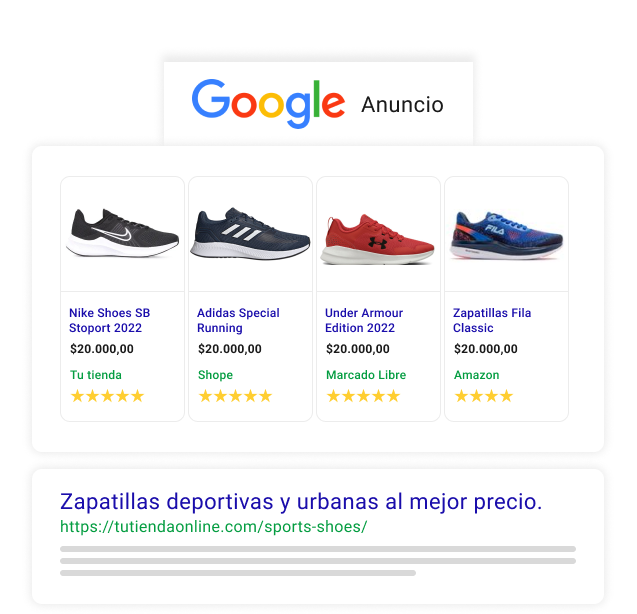 Google Anuncio
Nike Shoes SB
Stoport 2022
$20.000,00
Tu tienda
Adidas Special
Running
$20.000,00
Shope
Under Armour
Edition 2022
$20.000,00
Marcado Libre
FILA
Zapatillas Fila
Classic
$20.000,00
Amazon
Zapatillas deportivas y urbanas al mejor precio.
https://tutiendaonline.com/sports-shoes/